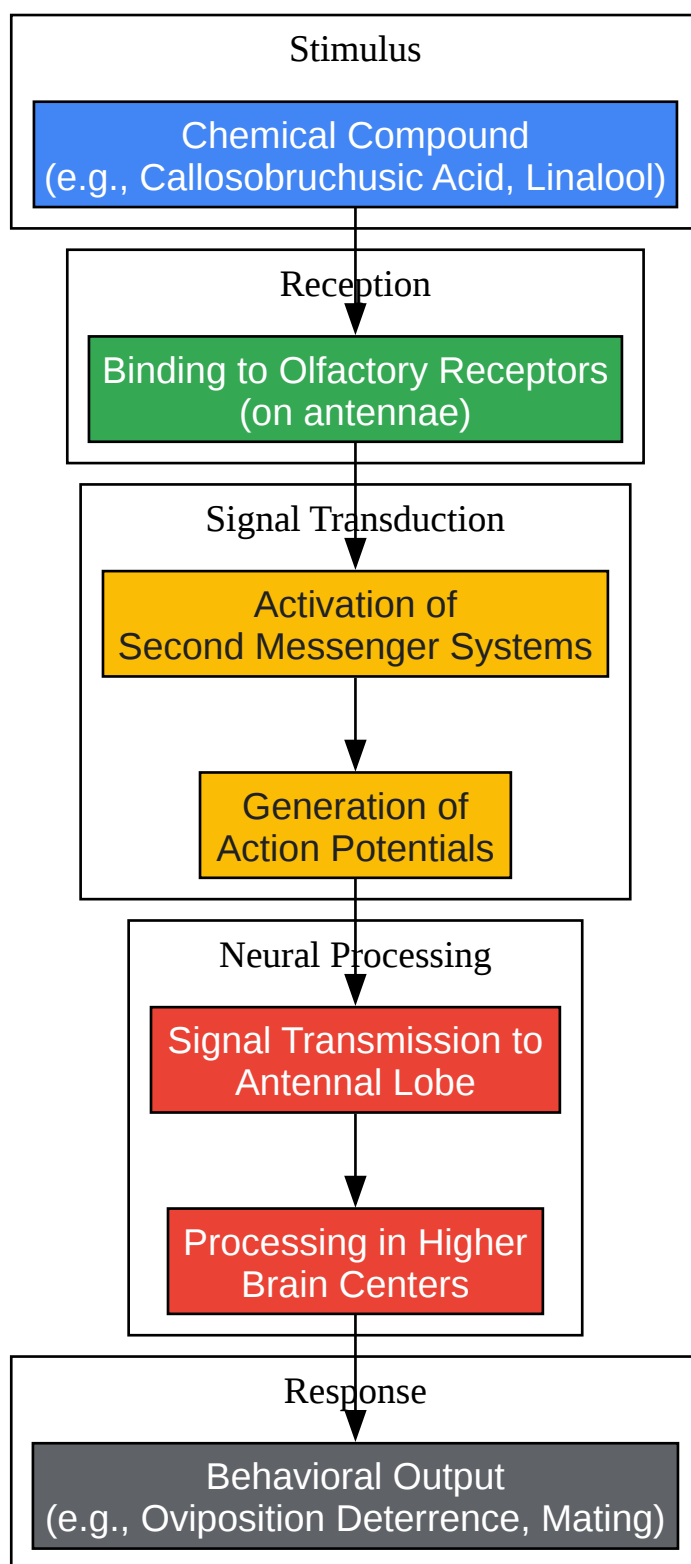 Stimulus
Chemical Compound
(e.g., Callosobruchusic Acid, Linalool)
Reception
Binding to Olfactory Receptors
(on antennae)
Signal Transduction
Activation of
Second Messenger Systems
Generation of
Action Potentials
Neural Processing
Signal Transmission to
Antennal Lobe
Processing in Higher
Brain Centers
Response
Behavioral Output
(e.g., Oviposition Deterrence, Mating)